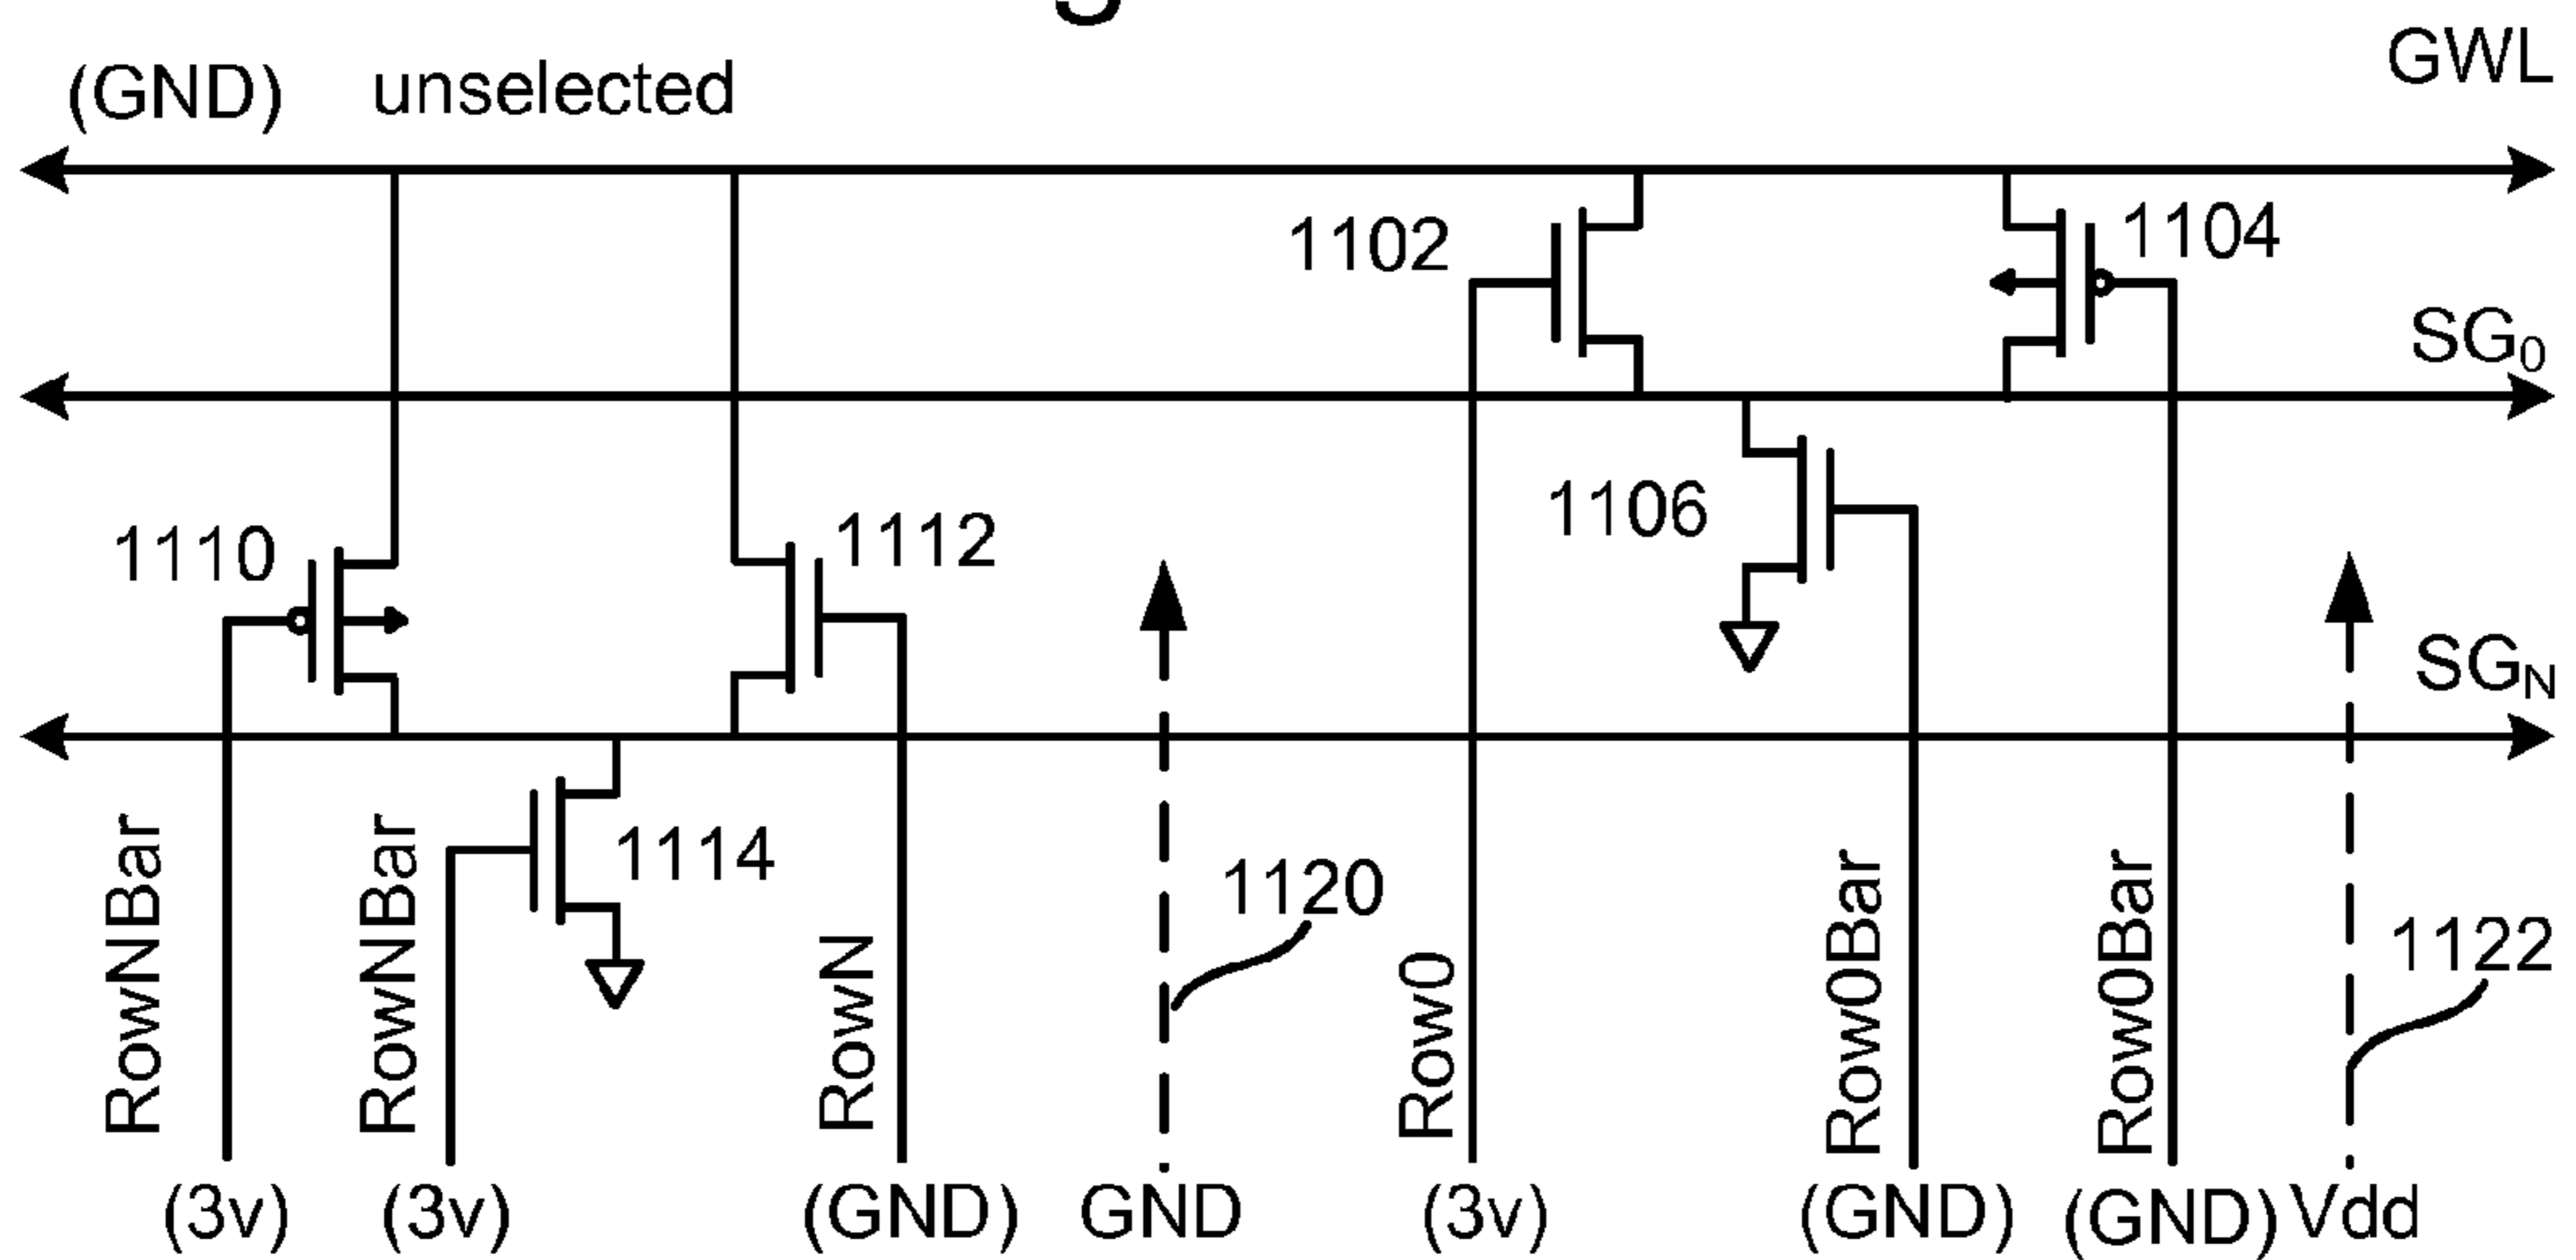 (GND) unselected GWL
1102 1104
SG0
1106
1110 1112
SGN
1114
1120
1122
RowNBar RowNBar RowN Row0 Row0Bar Row0Bar
(3v) (3v) (GND) GND (3v) (GND) (GND) Vdd